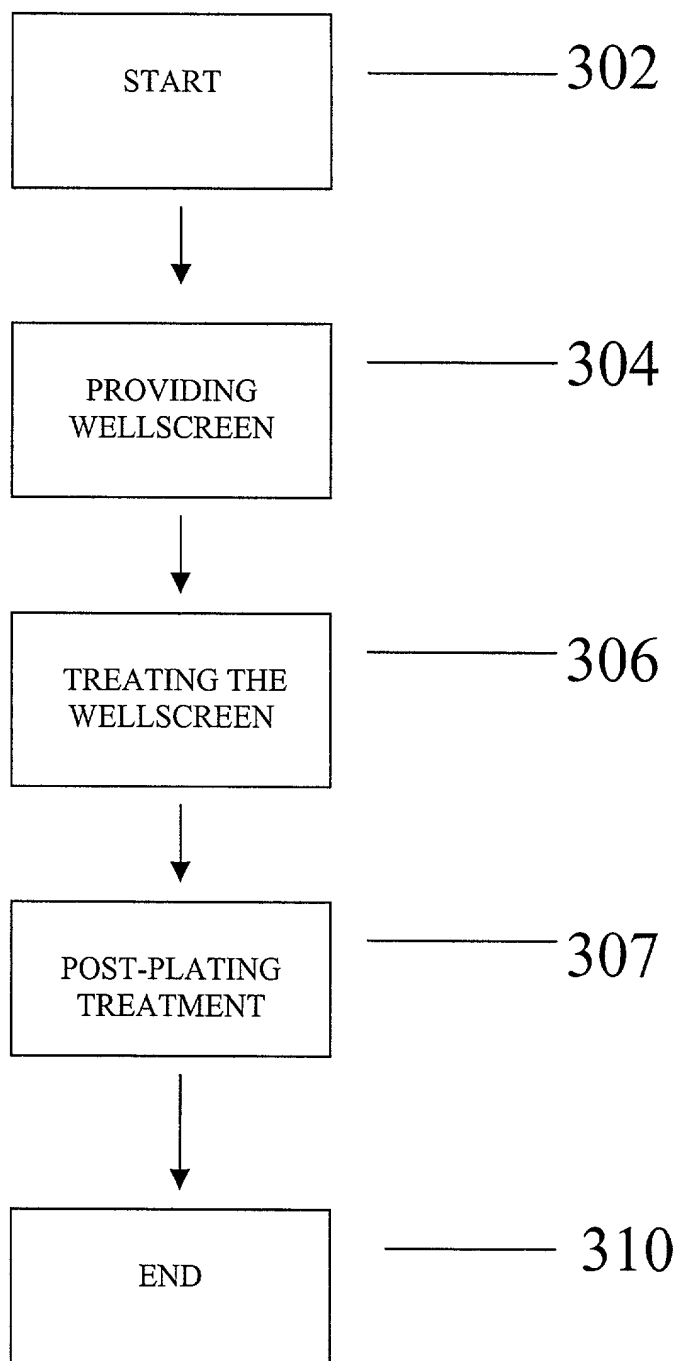 START
302
PROVIDING
WELLSCREEN
304
TREATING THE
WELLSCREEN
306
POST-PLATING
TREATMENT
307
END
310